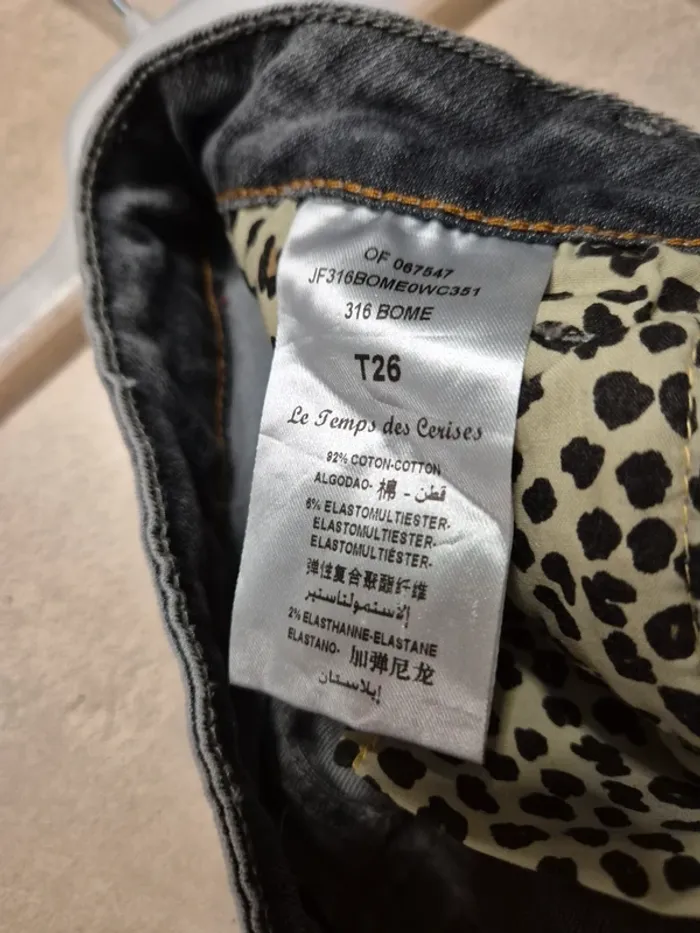 OF 067547
JF316BOME0WC351
316 BOME
T26
Le Temps des Cerises
92% COTON-COTTON
ALGODAO- 棉 - قطن
6% ELASTOMULTIESTER-
ELASTOMULTIESTER-
ELASTOMULTIÉSTER-
弹性复合聚酯纤维
إلاستمولتاستير
2% ELASTHANNE-ELASTANE
ELASTANO- 加弹尼龙
إيلاستان